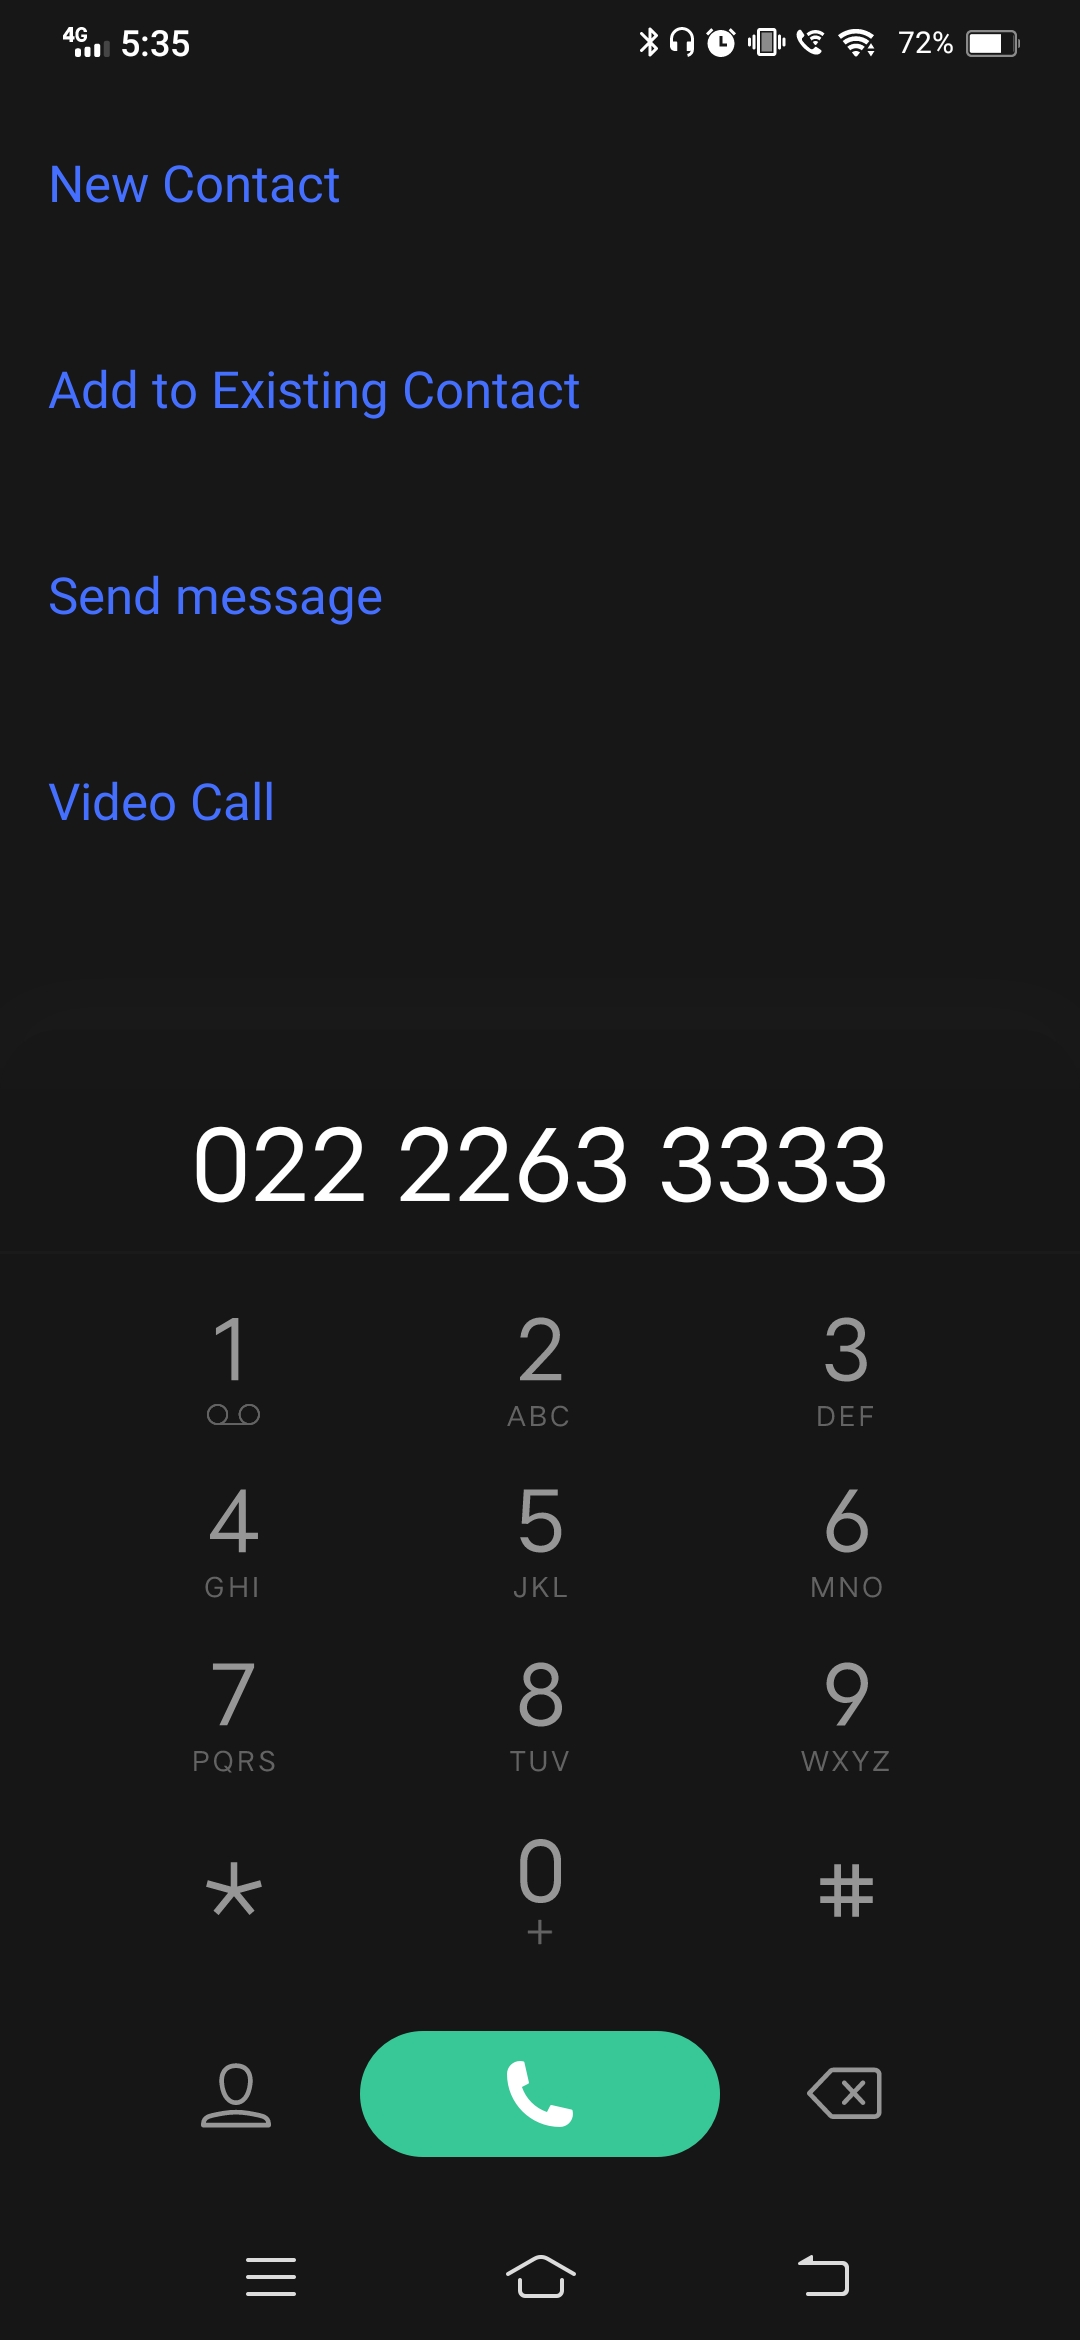 4G 5:35 72%
New Contact
Add to Existing Contact
Send message
Video Call
022 2263 3333
1 2 3
ABC DEF
4 5 6
GHI JKL MNO
7 8 9
PQRS TUV WXYZ
* 0 #
+